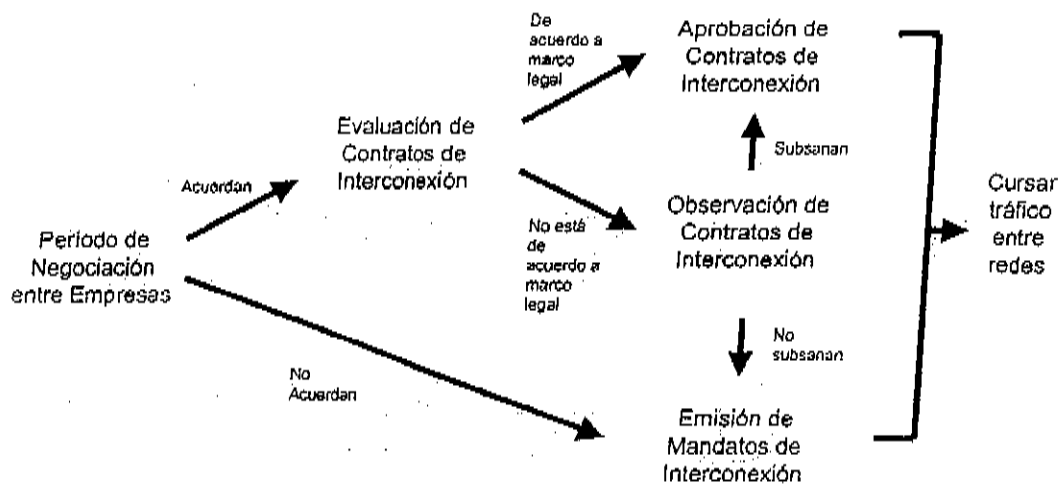 De
acuerdo a
marco
legal
Aprobación de
Contratos de
Interconexión
Evaluación de
Contratos de
Interconexión
Acuerdan
Subsanan
Período de
Negociación
entre Empresas
No está
de
acuerdo a
marco
legal
Observación de
Contratos de
Interconexión
Cursar
tráfico
entre
redes
No
subsanan
No
Acuerdan
Emisión de
Mandatos de
Interconexión